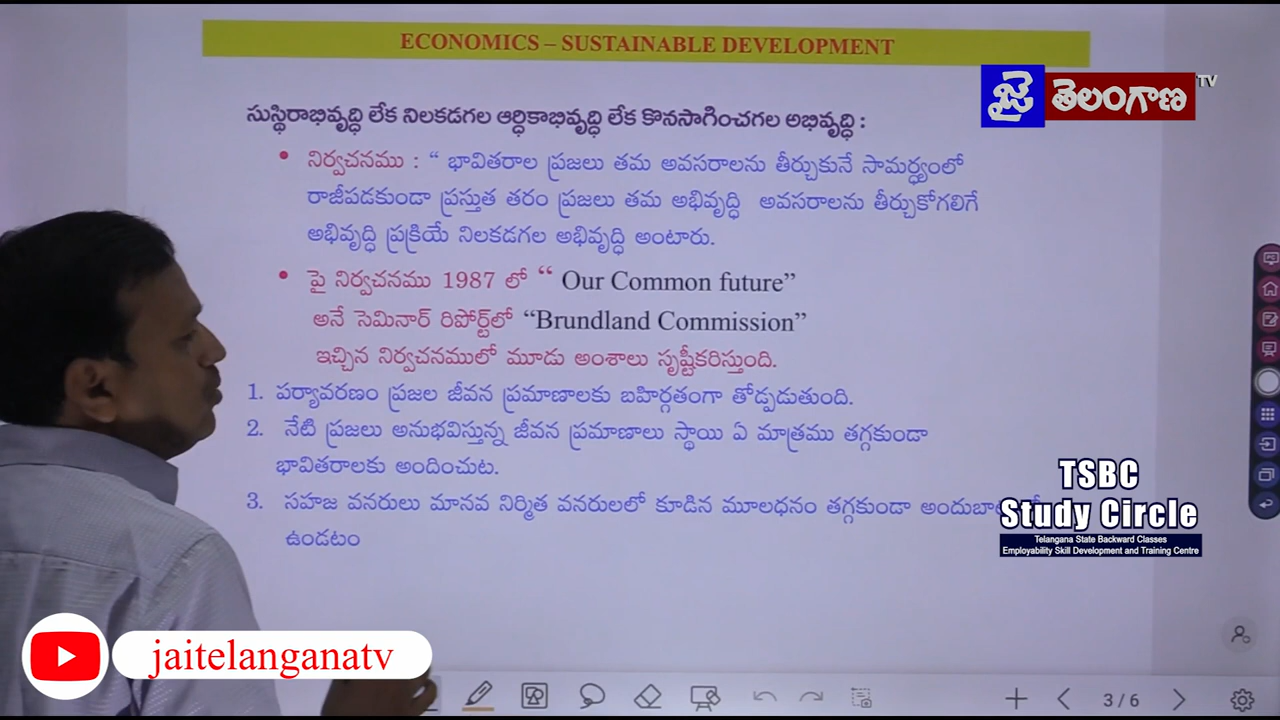 ECONOMICS – SUSTAINABLE DEVELOPMENT
జై తెలంగాణ TV
సుస్థిరాభివృద్ధి లేక నిలకడగల ఆర్ధికాభివృద్ధి లేక కొనసాగించగల అభివృద్ధి :
• నిర్వచనము : “ భావితరాల ప్రజలు తమ అవసరాలను తీర్చుకునే సామర్ధ్యంలో
రాజీపడకుండా ప్రస్తుత తరం ప్రజలు తమ అభివృద్ధి అవసరాలను తీర్చుకోగలిగే
అభివృద్ధి ప్రక్రియే నిలకడగల అభివృద్ధి అంటారు.
• పై నిర్వచనము 1987 లో “ Our Common future”
అనే సెమినార్ రిపోర్ట్‌లో “Brundland Commission”
ఇచ్చిన నిర్వచనములో మూడు అంశాలు సృష్టీకరిస్తుంది.
1. పర్యావరణం ప్రజల జీవన ప్రమాణాలకు బహిర్గతంగా తోడ్పడుతుంది.
2. నేటి ప్రజలు అనుభవిస్తున్న జీవన ప్రమాణాలు స్థాయి ఏ మాత్రము తగ్గకుండా
భావితరాలకు అందించుట.
3. సహజ వనరులు మానవ నిర్మిత వనరులలో కూడిన మూలధనం తగ్గకుండా
ఉండటం
TSBC
Study Circle
Telangana State Backward Classes
Employability Skill Development and Training Centre
jaitelanganatv
3 / 6